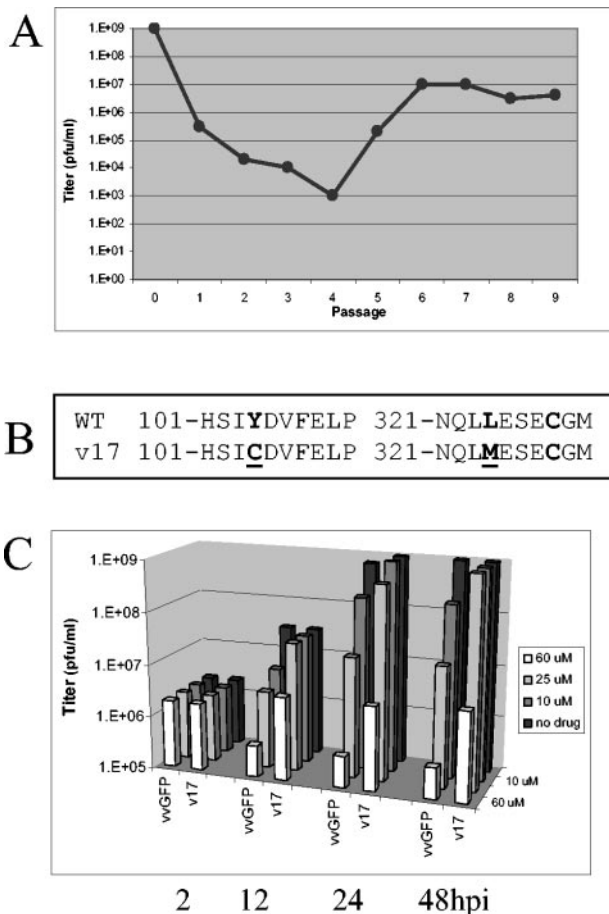 A
1.E+09
1.E+08
1.E+07
1.E+06
1.E+05
1.E+04
1.E+03
1.E+02
1.E+01
1.E+00
Titer (pfu/ml)
0 1 2 3 4 5 6 7 8 9
Passage
B
WT 101-HSIYDVFELP 321-NQLLESECGM
v17 101-HSICDVFELP 321-NQLMESECGM
C
1.E+09
1.E+08
1.E+07
1.E+06
1.E+05
Titer (pfu/ml)
60 uM
25 uM
10 uM
no drug
10 uM
60 uM
vvGFP v17 vvGFP v17 vvGFP v17 vvGFP v17
2 12 24 48hpi